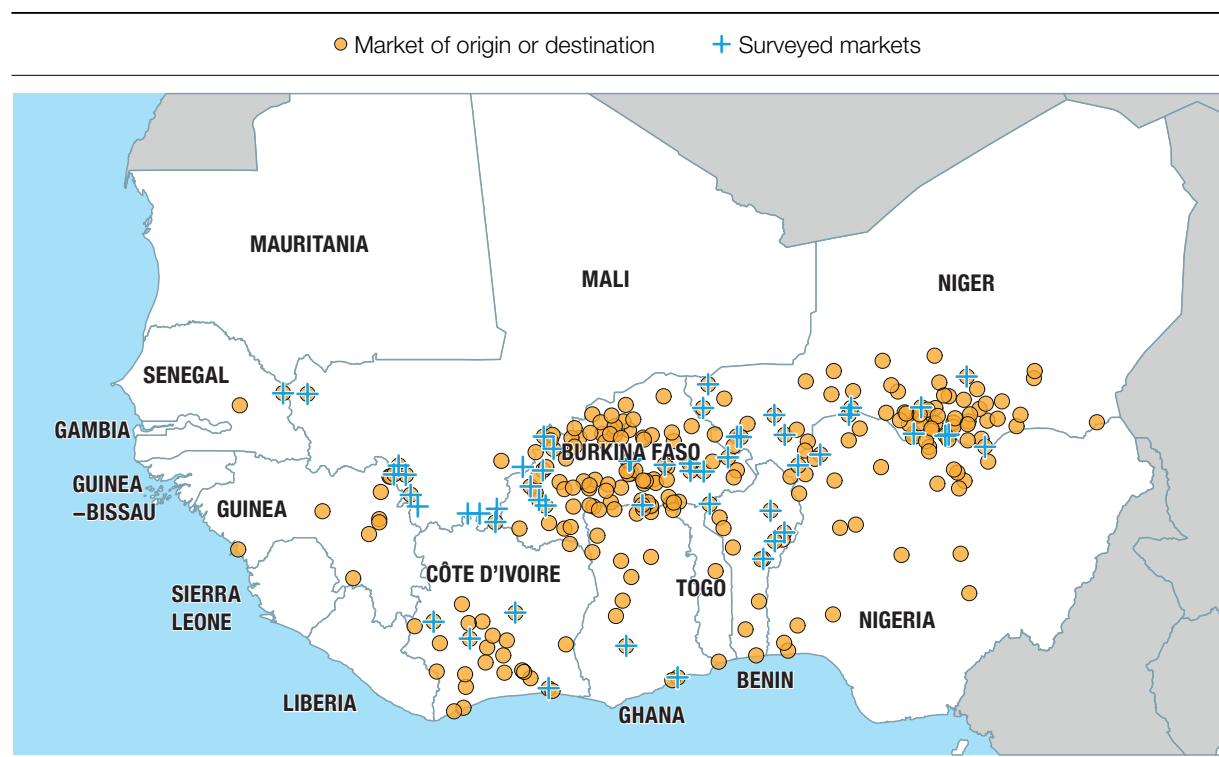 Market of origin or destination
Surveyed markets
MAURITANIA
MALI
NIGER
SENEGAL
GAMBIA
BURKINA FASO
GUINEA
–BISSAU
GUINEA
CÔTE D'IVOIRE
TOGO
SIERRA
LEONE
NIGERIA
BENIN
LIBERIA
GHANA